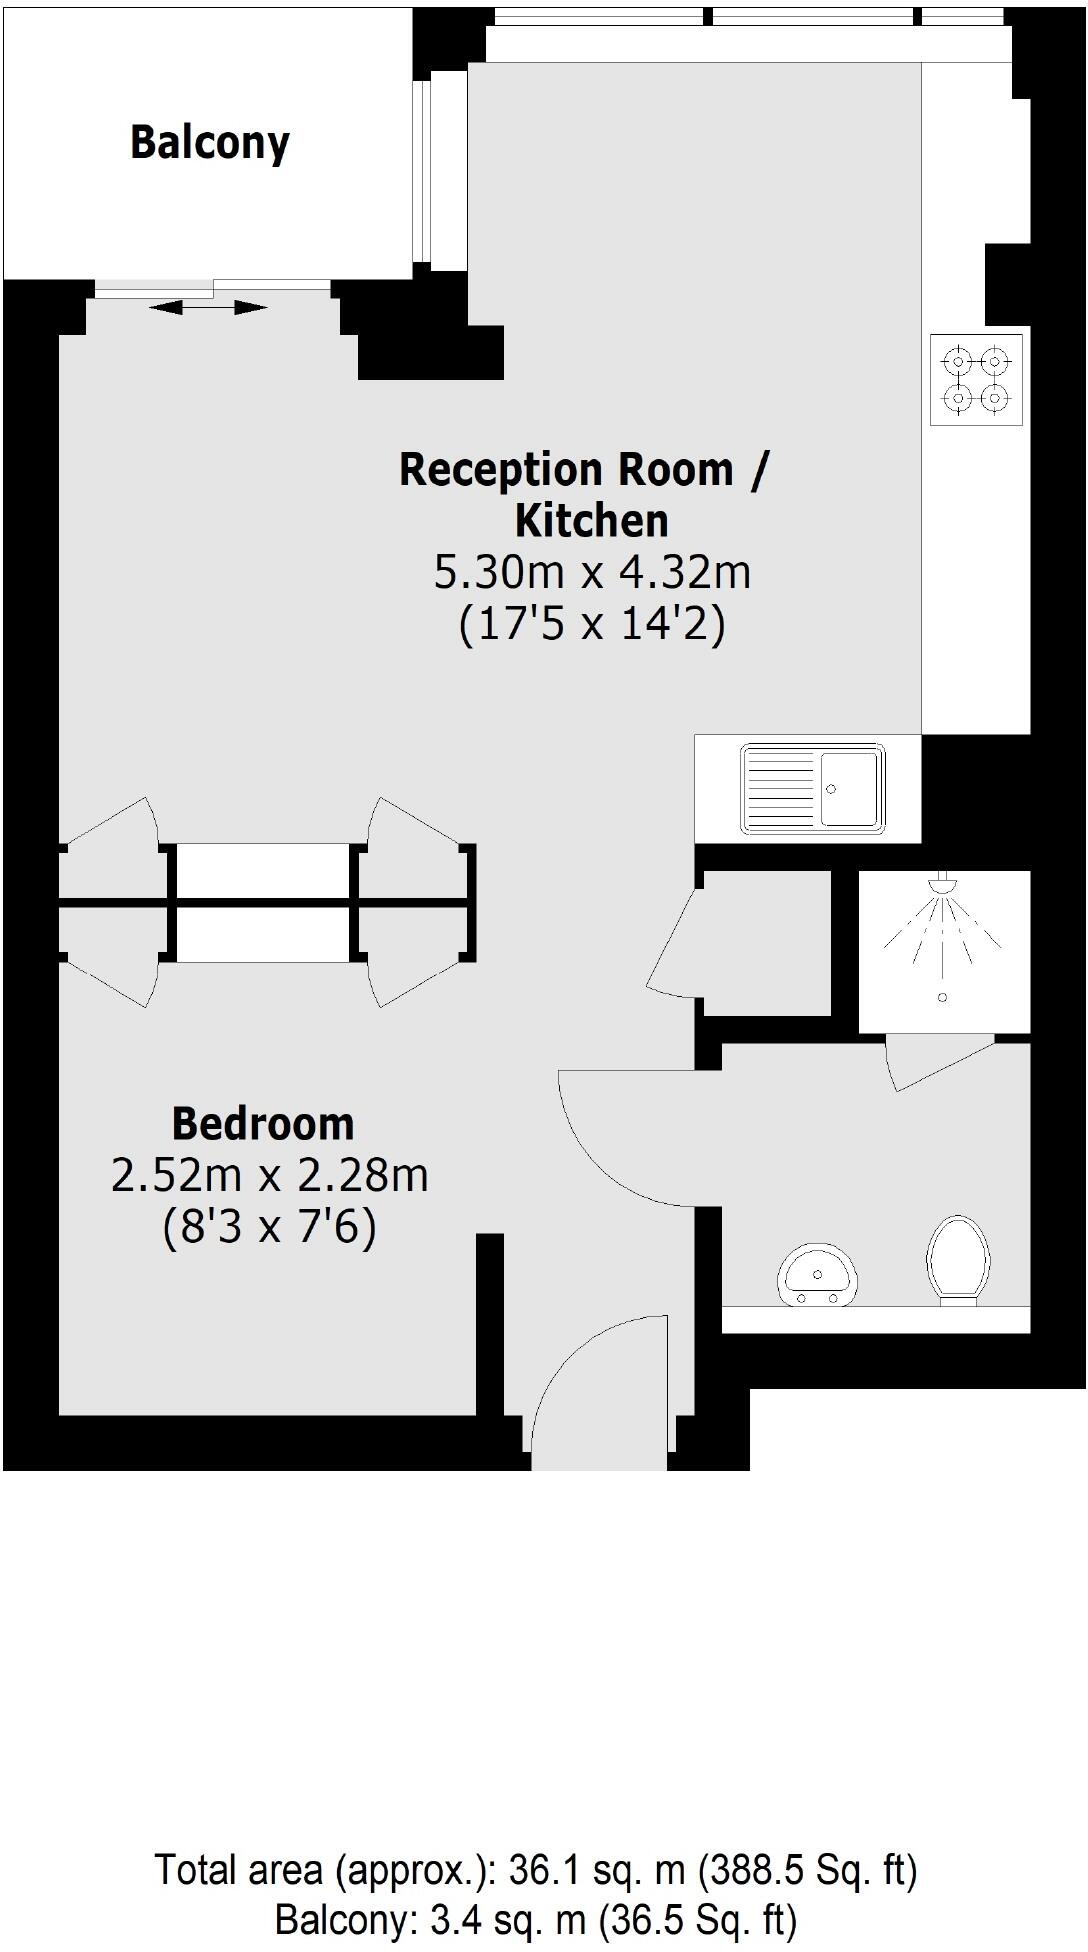 Balcony
Reception Room /
Kitchen
5.30m x 4.32m
(17'5 x 14'2)
Bedroom
2.52m x 2.28m
(8'3 x 7'6)
Total area (approx.): 36.1 sq. m (388.5 Sq. ft)
Balcony: 3.4 sq. m (36.5 Sq. ft)